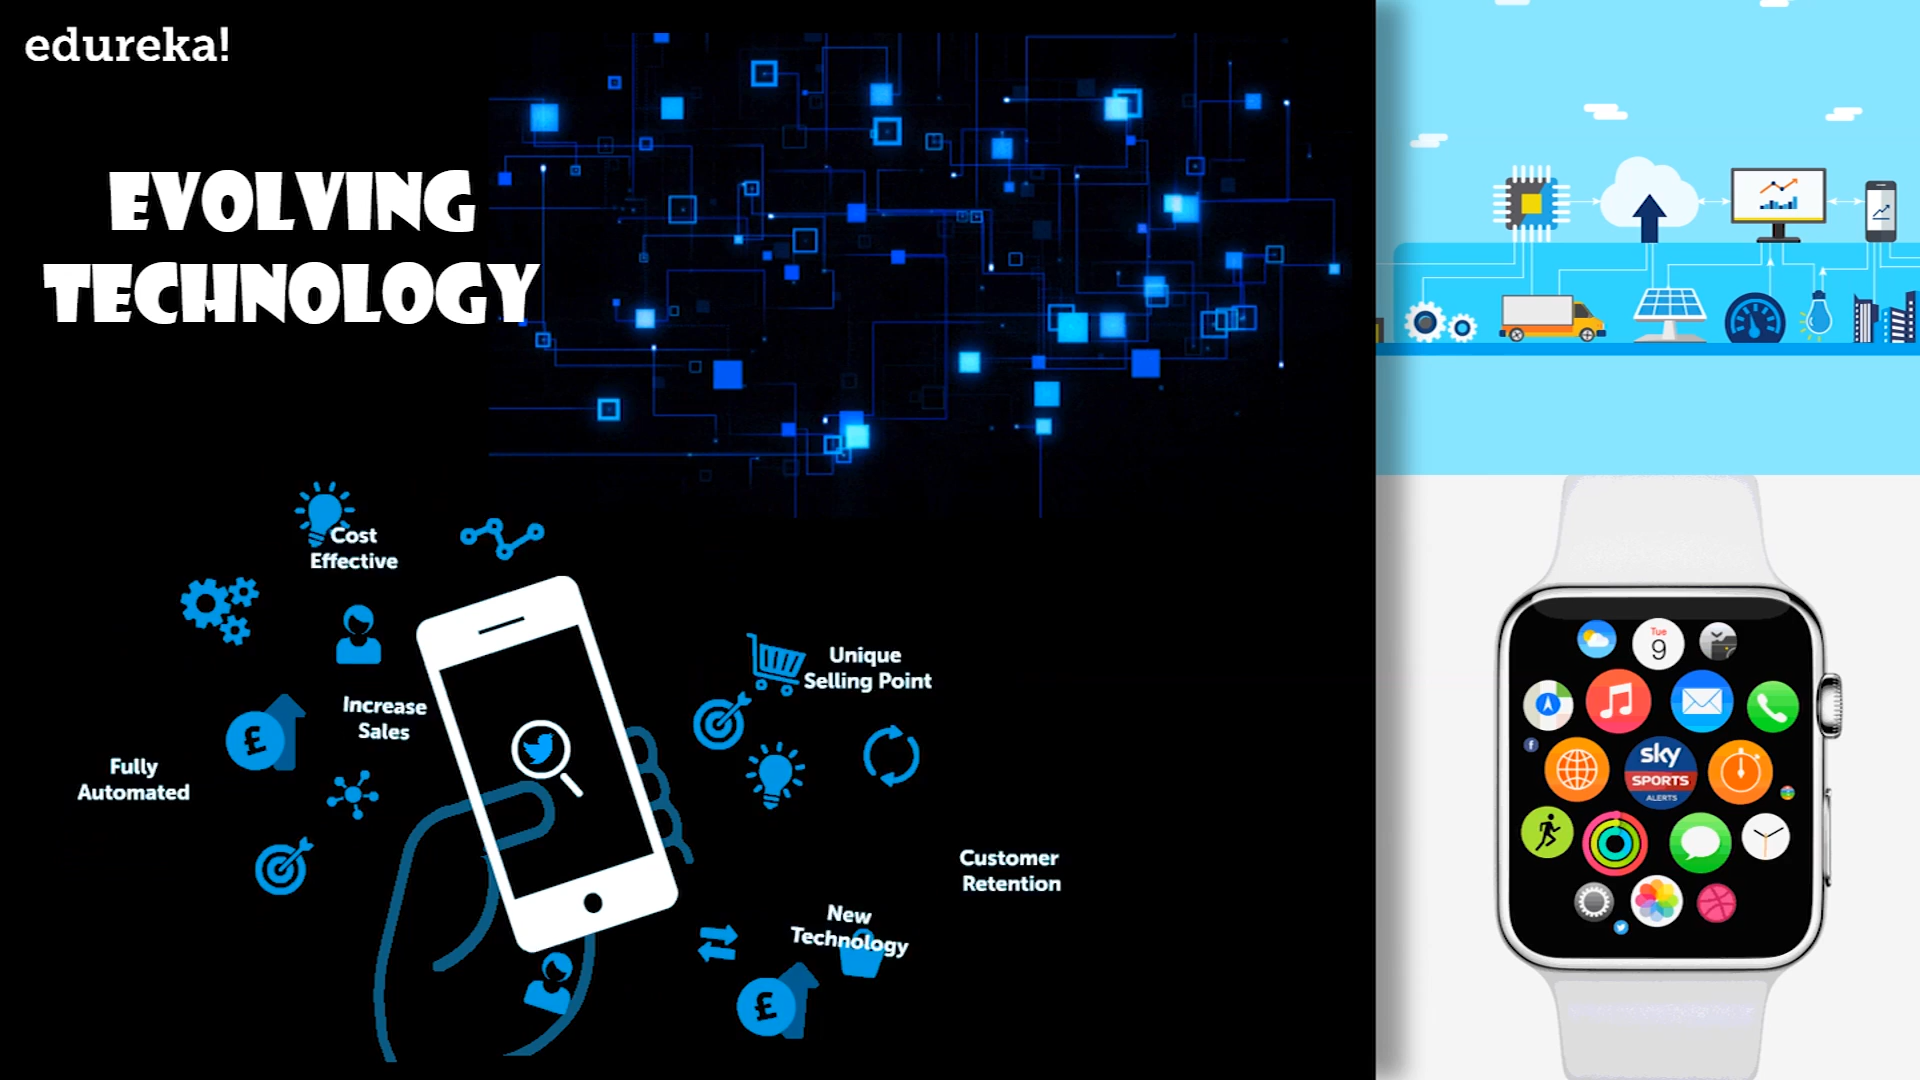 edureka!
EVOLVING
TECHNOLOGY
Cost
Effective
Increase
Sales
Fully
Automated
£
Unique
Selling Point
Customer
Retention
New
Technology
£
Tue
9
f
sky
SPORTS
ALERTS